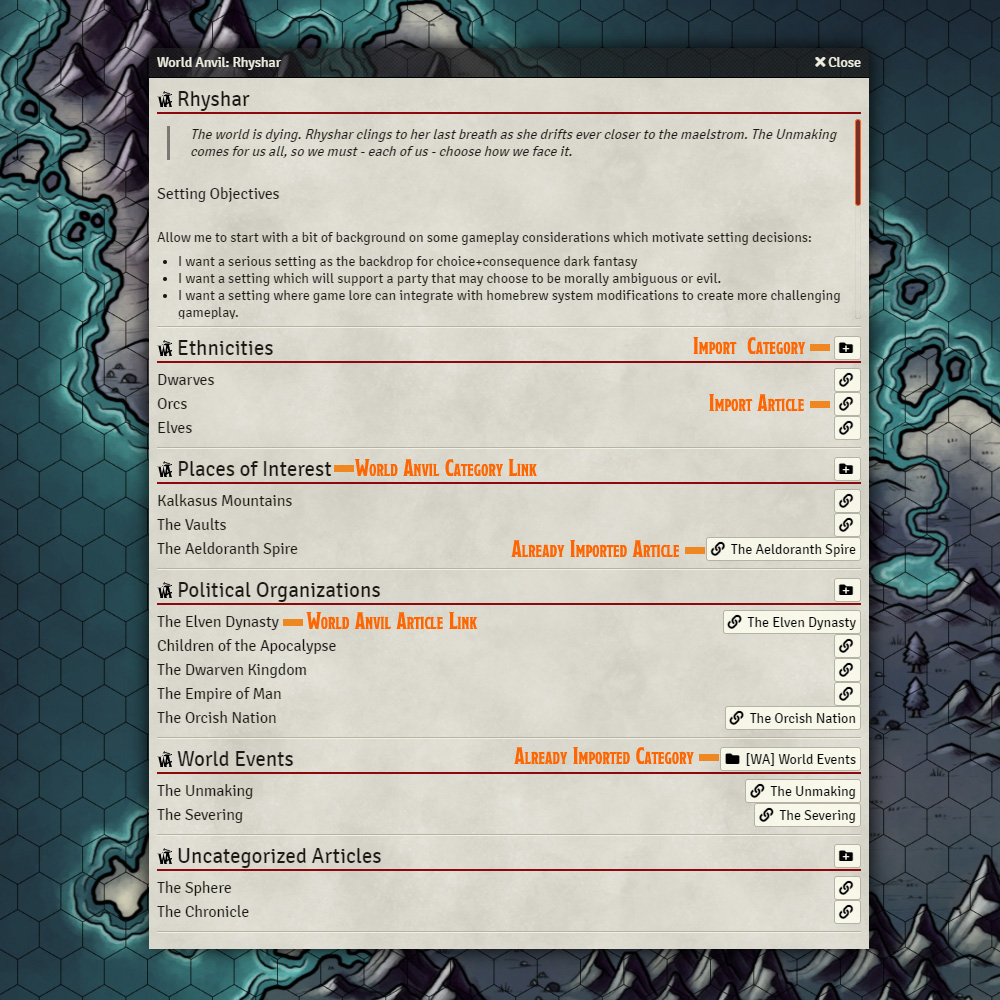 World Anvil: Rhyshar
Close
Rhyshar
The world is dying. Rhyshar clings to her last breath as she drifts ever closer to the maelstrom. The Unmaking
comes for us all, so we must - each of us - choose how we face it.
Setting Objectives
Allow me to start with a bit of background on some gameplay considerations which motivate setting decisions:
• I want a serious setting as the backdrop for choice+consequence dark fantasy
• I want a setting which will support a party that may choose to be morally ambiguous or evil.
• I want a setting where game lore can integrate with homebrew system modifications to create more challenging
gameplay.
Ethnicities Import Category
Dwarves
Orcs Import Article
Elves
Places of Interest World Anvil Category Link
Kalkasus Mountains
The Vaults
The Aeldoranth Spire Already Imported Article The Aeldoranth Spire
Political Organizations
The Elven Dynasty World Anvil Article Link The Elven Dynasty
Children of the Apocalypse
The Dwarven Kingdom
The Empire of Man
The Orcish Nation The Orcish Nation
World Events Already Imported Category [WA] World Events
The Unmaking The Unmaking
The Severing The Severing
Uncategorized Articles
The Sphere
The Chronicle